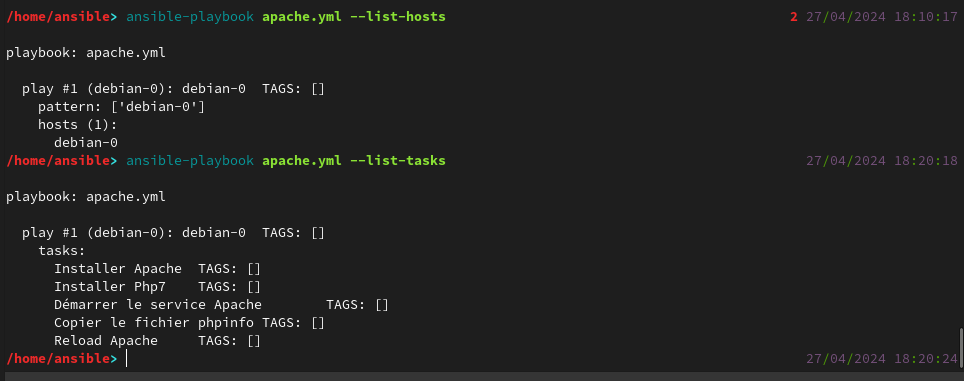 /home/ansible> ansible-playbook apache.yml --list-hosts 2 27/04/2024 18:10:17
playbook: apache.yml
play #1 (debian-0): debian-0 TAGS: []
pattern: ['debian-0']
hosts (1):
debian-0
/home/ansible> ansible-playbook apache.yml --list-tasks 27/04/2024 18:20:18
playbook: apache.yml
play #1 (debian-0): debian-0 TAGS: []
tasks:
Installer Apache TAGS: []
Installer Php7 TAGS: []
Démarrer le service Apache TAGS: []
Copier le fichier phpinfo TAGS: []
Reload Apache TAGS: []
/home/ansible> 27/04/2024 18:20:24